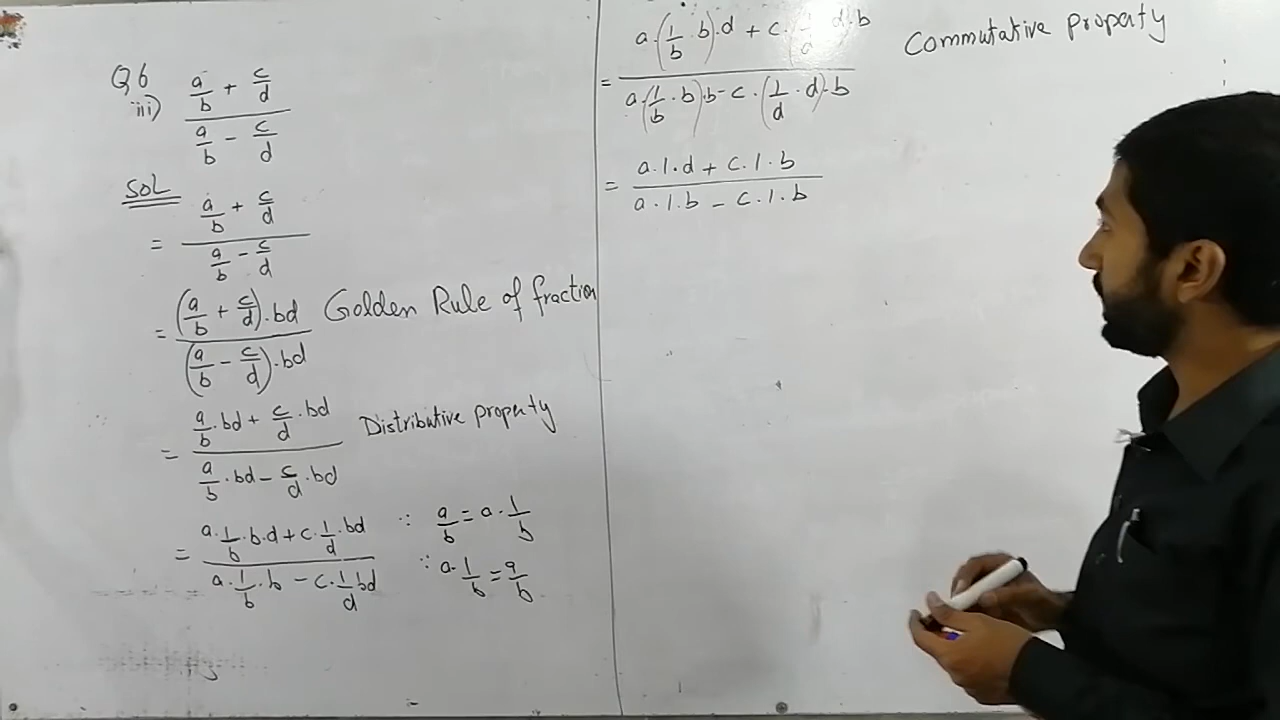 Q6
iii) a/b + c/d
a/b - c/d
Sol
= a/b + c/d
a/b - c/d
= (a/b + c/d).bd Golden Rule of fraction
(a/b - c/d).bd
= a/b.bd + c/d.bd Distributive property
a/b.bd - c/d.bd
= a.1/b.b.d + c.1/d.bd ∵ a/b = a.1/b
a.1/b.b - c.1/d bd ∵ a.1/b = a/b
= a.(1/b.b).d + c.( d).b Commutative property
a.(1/b.b).b - c.(1/d.d).b
= a.1.d + c.1.b
a.1.b - c.1.b